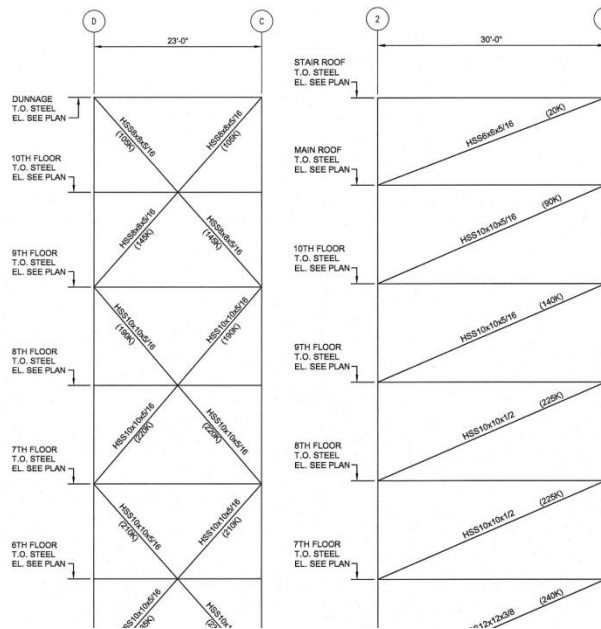 D
C
23'-0"
DUNNAGE
T.O. STEEL
EL. SEE PLAN
HSS8x8x5/16
(105K)
HSS8x8x5/16
(105K)
10TH FLOOR
T.O. STEEL
EL. SEE PLAN
HSS8x8x5/16
(145K)
HSS8x8x5/16
(145K)
9TH FLOOR
T.O. STEEL
EL. SEE PLAN
HSS10x10x5/16
(190K)
HSS10x10x5/16
(190K)
8TH FLOOR
T.O. STEEL
EL. SEE PLAN
HSS10x10x5/16
(220K)
HSS10x10x5/16
(220K)
7TH FLOOR
T.O. STEEL
EL. SEE PLAN
HSS10x10x5/16
(210K)
HSS10x10x5/16
(210K)
6TH FLOOR
T.O. STEEL
EL. SEE PLAN
2
30'-0"
STAIR ROOF
T.O. STEEL
EL. SEE PLAN
HSS6x6x5/16
(20K)
MAIN ROOF
T.O. STEEL
EL. SEE PLAN
HSS10x10x5/16
(90K)
10TH FLOOR
T.O. STEEL
EL. SEE PLAN
HSS10x10x5/16
(140K)
9TH FLOOR
T.O. STEEL
EL. SEE PLAN
HSS10x10x1/2
(225K)
8TH FLOOR
T.O. STEEL
EL. SEE PLAN
HSS10x10x1/2
(225K)
7TH FLOOR
T.O. STEEL
EL. SEE PLAN
(240K)